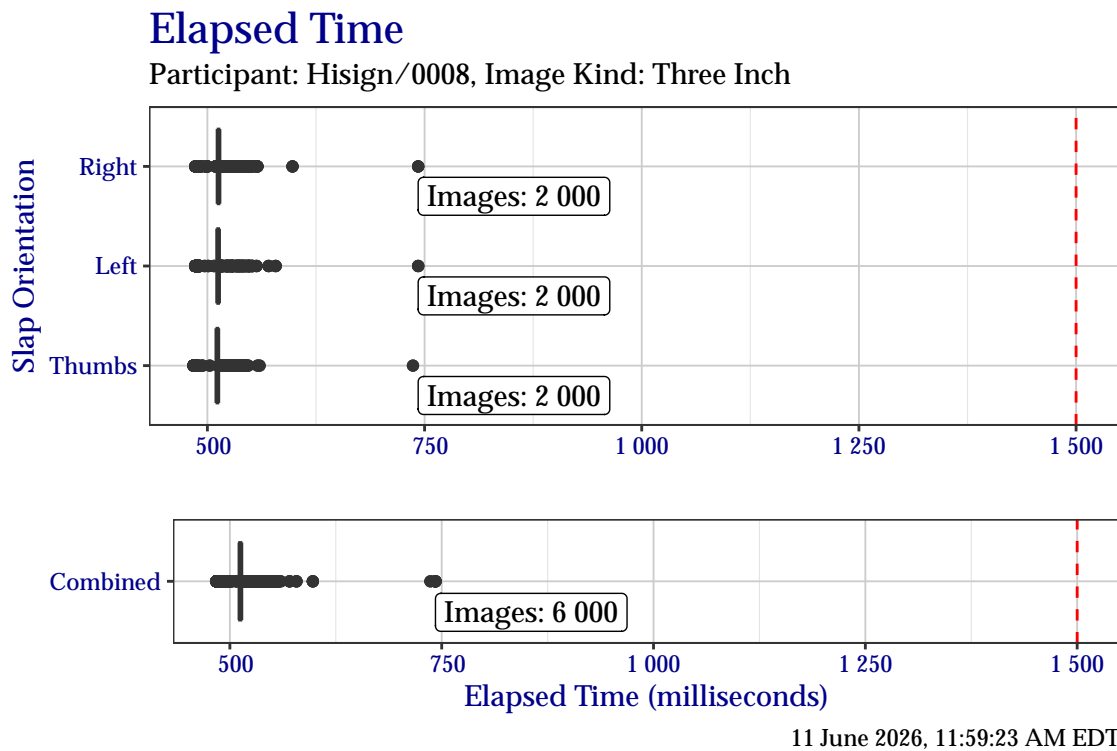 Elapsed Time
Participant: Hisign/0008, Image Kind: Three Inch
Slap Orientation
Right
Images: 2 000
Left
Images: 2 000
Thumbs
Images: 2 000
500 750 1 000 1 250 1 500
Combined
Images: 6 000
500 750 1 000 1 250 1 500
Elapsed Time (milliseconds)
11 June 2026, 11:59:23 AM EDT